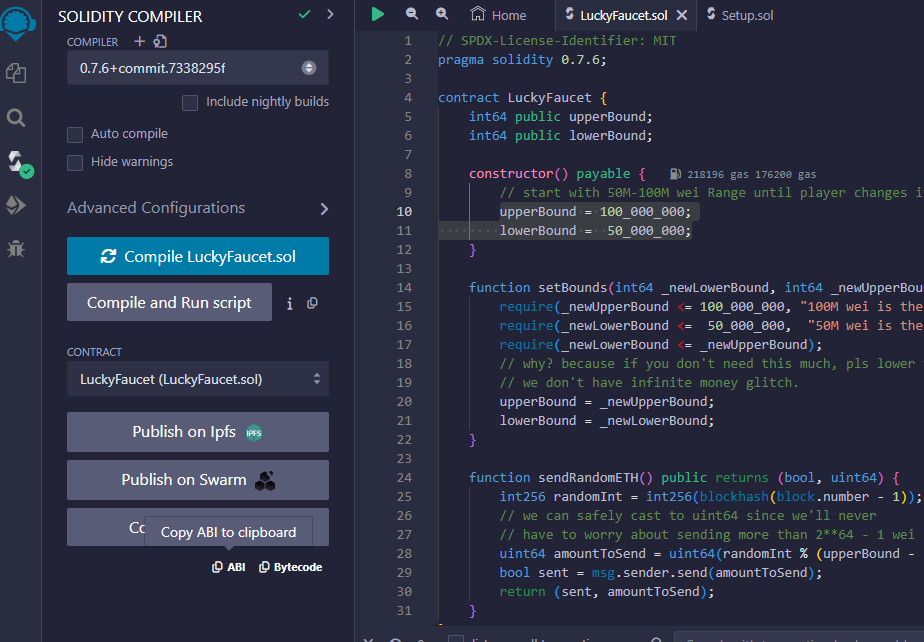 SOLIDITY COMPILER
COMPILER
0.7.6+commit.7338295f
Include nightly builds
Auto compile
Hide warnings
Advanced Configurations
Compile LuckyFaucet.sol
Compile and Run script
CONTRACT
LuckyFaucet (LuckyFaucet.sol)
Publish on Ipfs
IPFS
Publish on Swarm
Copy ABI to clipboard
ABI
Bytecode
Home
LuckyFaucet.sol
Setup.sol
1 // SPDX-License-Identifier: MIT
2 pragma solidity 0.7.6;
3
4 contract LuckyFaucet {
5 int64 public upperBound;
6 int64 public lowerBound;
7
8 constructor() payable { 218196 gas 176200 gas
9 // start with 50M-100M wei Range until player changes i
10 upperBound = 100_000_000;
11 lowerBound =  50_000_000;
12 }
13
14 function setBounds(int64 _newLowerBound, int64 _newUpperBou
15 require(_newUpperBound <= 100_000_000, "100M wei is the
16 require(_newLowerBound <=  50_000_000,  "50M wei is the
17 require(_newLowerBound <= _newUpperBound);
18 // why? because if you don't need this much, pls lower
19 // we don't have infinite money glitch.
20 upperBound = _newUpperBound;
21 lowerBound = _newLowerBound;
22 }
23
24 function sendRandomETH() public returns (bool, uint64) {
25 int256 randomInt = int256(blockhash(block.number - 1));
26 // we can safely cast to uint64 since we'll never
27 // have to worry about sending more than 2**64 - 1 wei
28 uint64 amountToSend = uint64(randomInt % (upperBound -
29 bool sent = msg.sender.send(amountToSend);
30 return (sent, amountToSend);
31 }